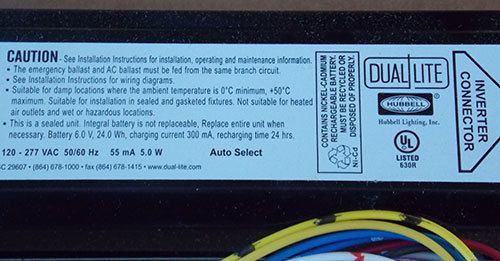 CAUTION - See Installation Instructions for installation, operating and maintenance information.
• The emergency ballast and AC ballast must be fed from the same branch circuit.
• See Installation Instructions for wiring diagrams.
• Suitable for damp locations where the ambient temperature is 0°C minimum, +50°C
maximum. Suitable for installation in sealed and gasketed fixtures. Not suitable for heated
air outlets and wet or hazardous locations.
• This is a sealed unit. Integral battery is not replaceable, Replace entire unit when
necessary. Battery 6.0 V, 24.0 Wh, charging current 300 mA, recharging time 24 hrs.
120 - 277 VAC 50/60 Hz 55 mA 5.0 W Auto Select
SC 29607 • (864) 678-1000 • fax (864) 678-1415 • www.dual-lite.com
CONTAINS NICKEL-CADMIUM
RECHARGEABLE BATTERY.
MUST BE RECYCLED OR
DISPOSED OF PROPERLY.
Ni-Cd
DUAL LITE
HUBBELL
Hubbell Lighting, Inc.
UL
LISTED
630R
INVERTER
CONNECTOR